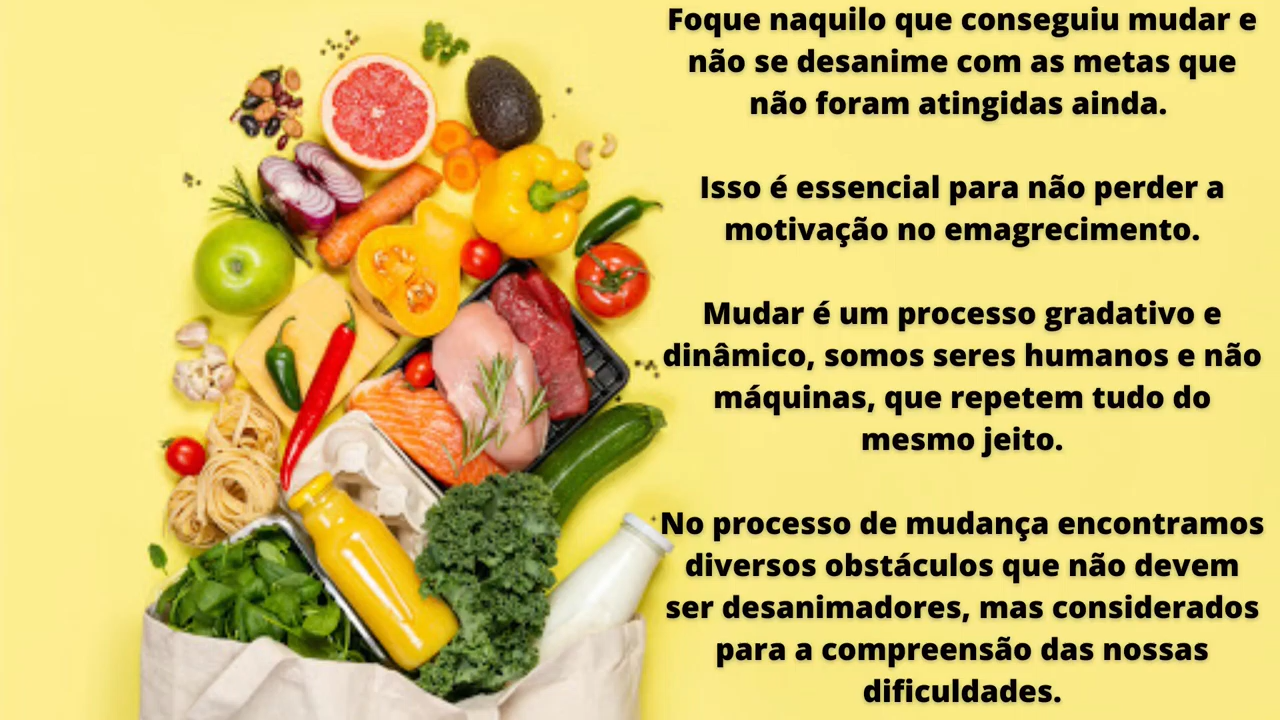 Foque naquilo que conseguiu mudar e
não se desanime com as metas que
não foram atingidas ainda.
Isso é essencial para não perder a
motivação no emagrecimento.
Mudar é um processo gradativo e
dinâmico, somos seres humanos e não
máquinas, que repetem tudo do
mesmo jeito.
No processo de mudança encontramos
diversos obstáculos que não devem
ser desanimadores, mas considerados
para a compreensão das nossas
dificuldades.